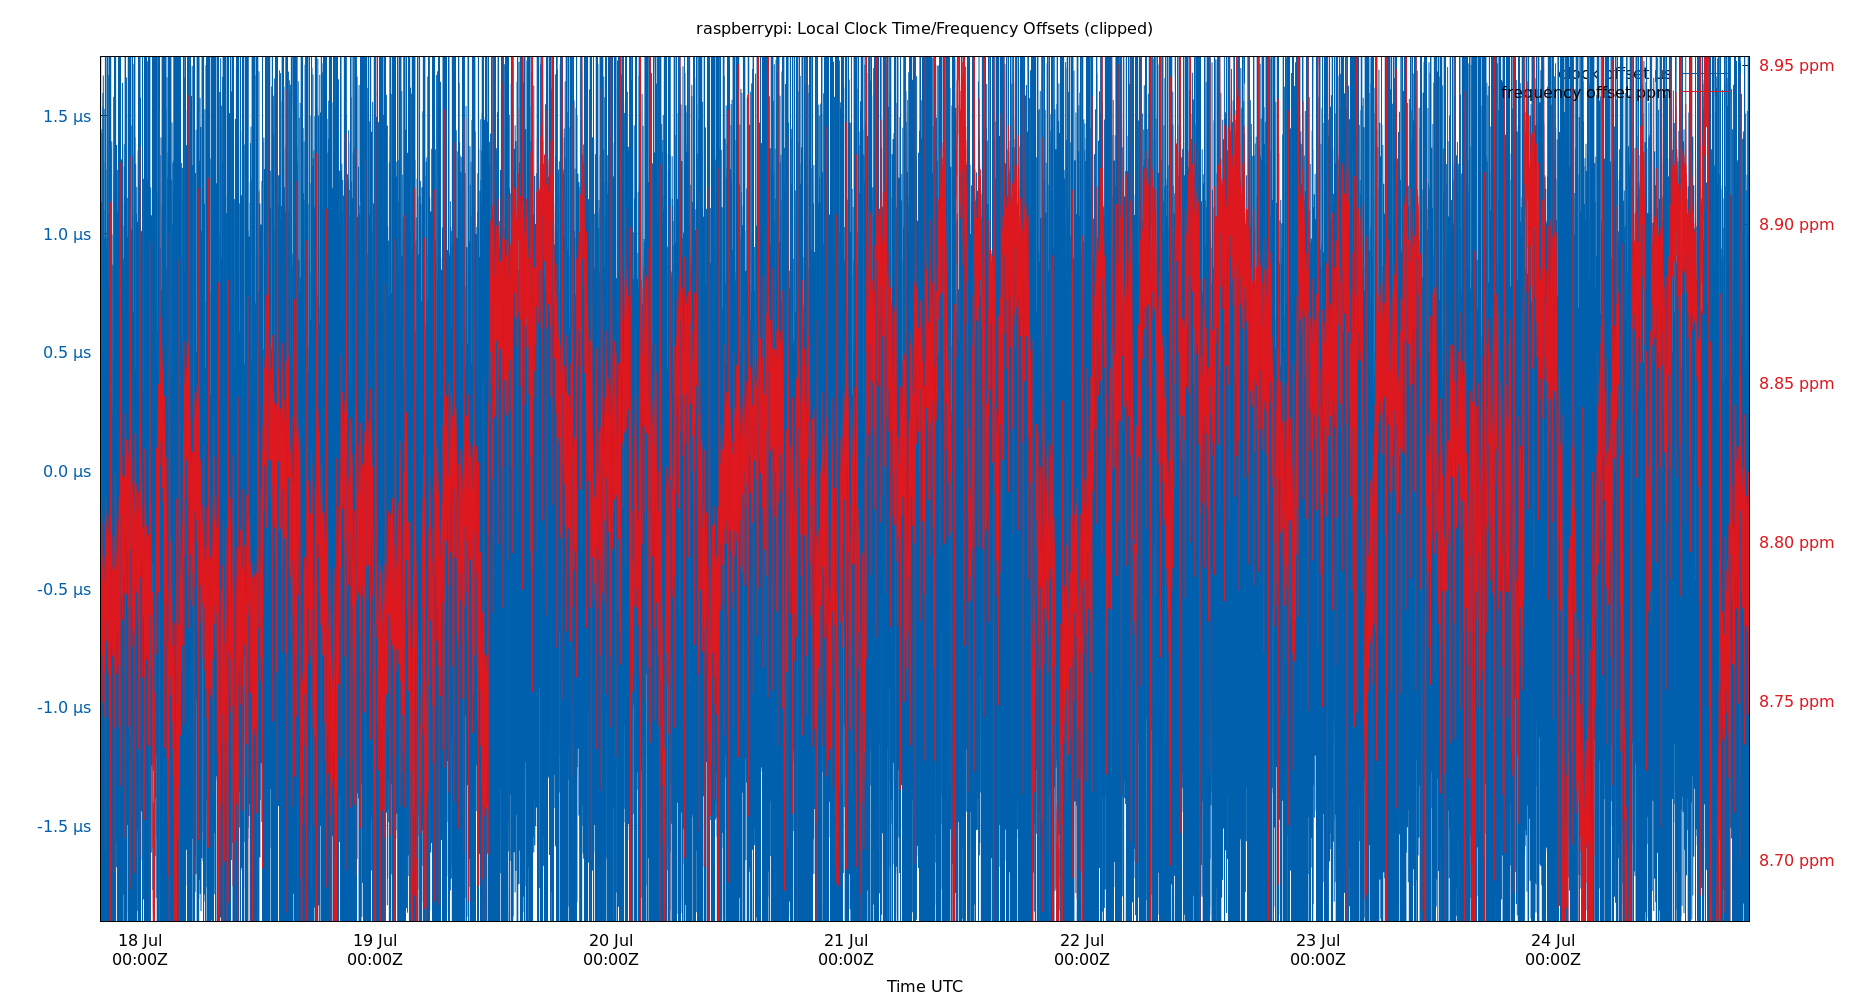 raspberrypi: Local Clock Time/Frequency Offsets (clipped)
clock offset us
frequency offset ppm
1.5 µs
1.0 µs
0.5 µs
0.0 µs
-0.5 µs
-1.0 µs
-1.5 µs
8.95 ppm
8.90 ppm
8.85 ppm
8.80 ppm
8.75 ppm
8.70 ppm
18 Jul
00:00Z
19 Jul
00:00Z
20 Jul
00:00Z
21 Jul
00:00Z
22 Jul
00:00Z
23 Jul
00:00Z
24 Jul
00:00Z
Time UTC